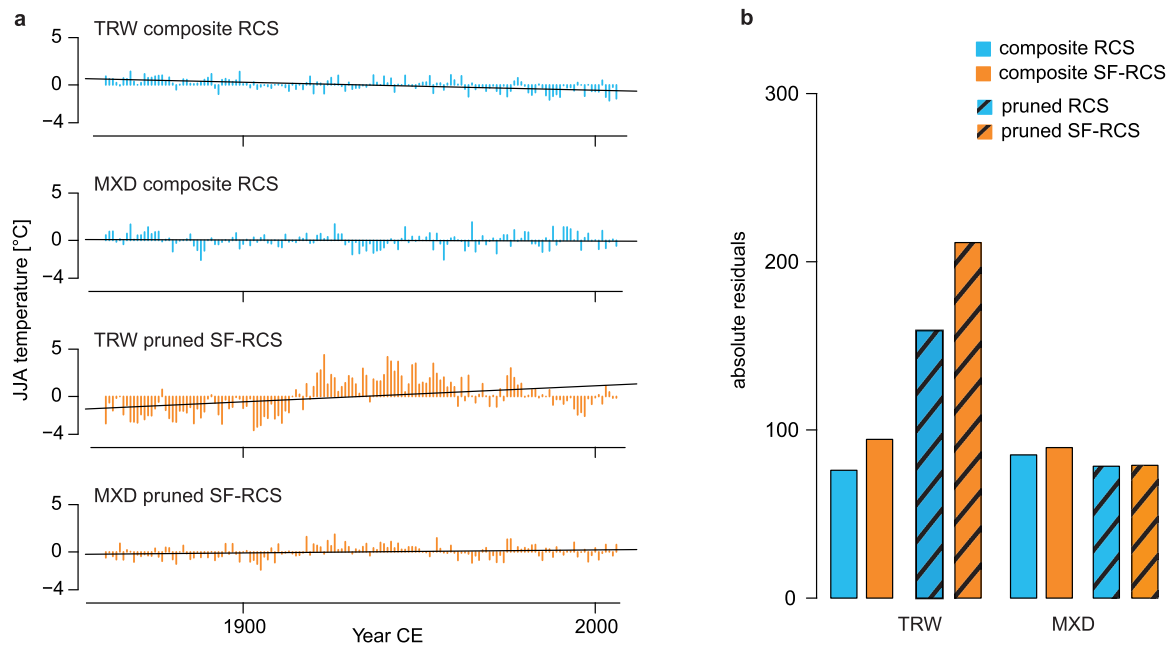 a
TRW composite RCS
5
0
−4
MXD composite RCS
5
0
−4
TRW pruned SF-RCS
5
0
−4
MXD pruned SF-RCS
5
0
−4
JJA temperature [°C]
1900
2000
Year CE
b
composite RCS
composite SF-RCS
pruned RCS
pruned SF-RCS
300
200
100
0
absolute residuals
TRW
MXD